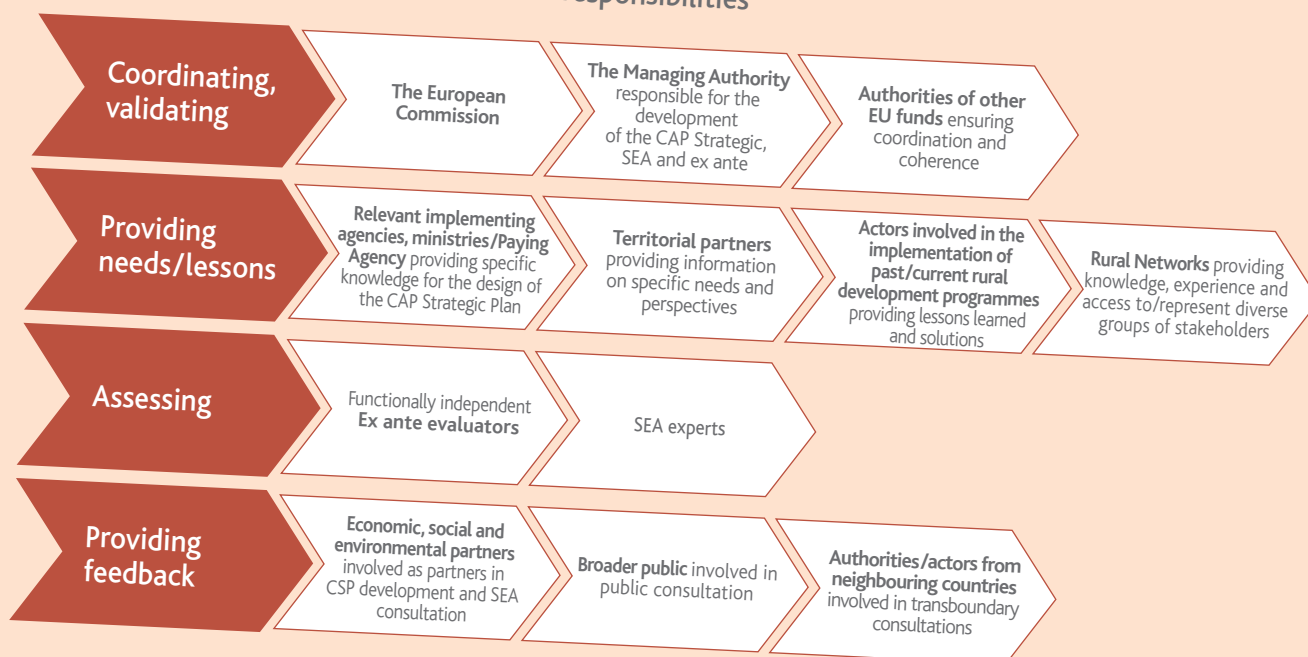 responsibilities
Coordinating,
validating
The European
Commission
The Managing Authority
responsible for the
development
of the CAP Strategic,
SEA and ex ante
Authorities of other
EU funds ensuring
coordination and
coherence
Providing
needs/lessons
Relevant implementing
agencies, ministries/Paying
Agency providing specific
knowledge for the design of
the CAP Strategic Plan
Territorial partners
providing information
on specific needs and
perspectives
Actors involved in the
implementation of
past/current rural
development programmes
providing lessons learned
and solutions
Rural Networks providing
knowledge, experience and
access to/represent diverse
groups of stakeholders
Assessing
Functionally independent
Ex ante evaluators
SEA experts
Providing
feedback
Economic, social and
environmental partners
involved as partners in
CSP development and SEA
consultation
Broader public involved in
public consultation
Authorities/actors from
neighbouring countries
involved in transboundary
consultations